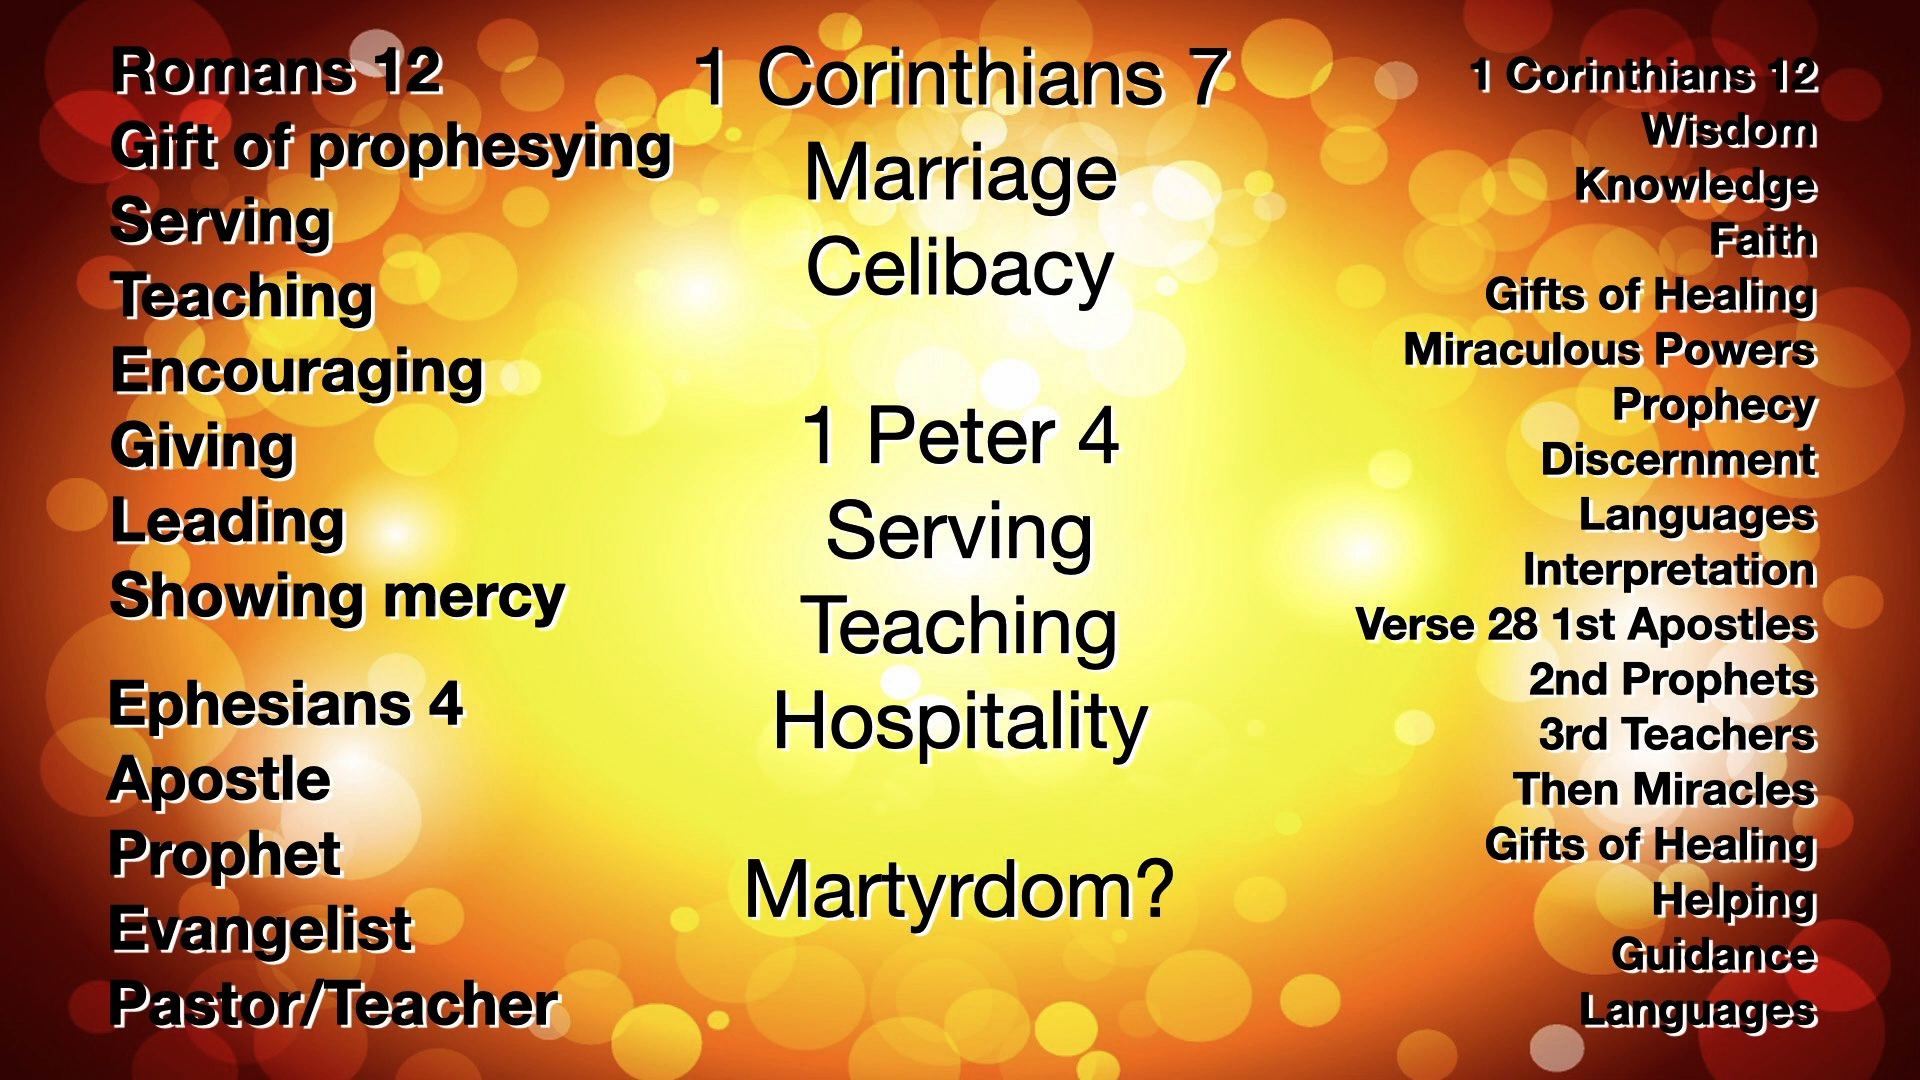 Romans 12
Gift of prophesying
Serving
Teaching
Encouraging
Giving
Leading
Showing mercy
Ephesians 4
Apostle
Prophet
Evangelist
Pastor/Teacher
1 Corinthians 7
Marriage
Celibacy
1 Peter 4
Serving
Teaching
Hospitality
Martyrdom?
1 Corinthians 12
Wisdom
Knowledge
Faith
Gifts of Healing
Miraculous Powers
Prophecy
Discernment
Languages
Interpretation
Verse 28 1st Apostles
2nd Prophets
3rd Teachers
Then Miracles
Gifts of Healing
Helping
Guidance
Languages